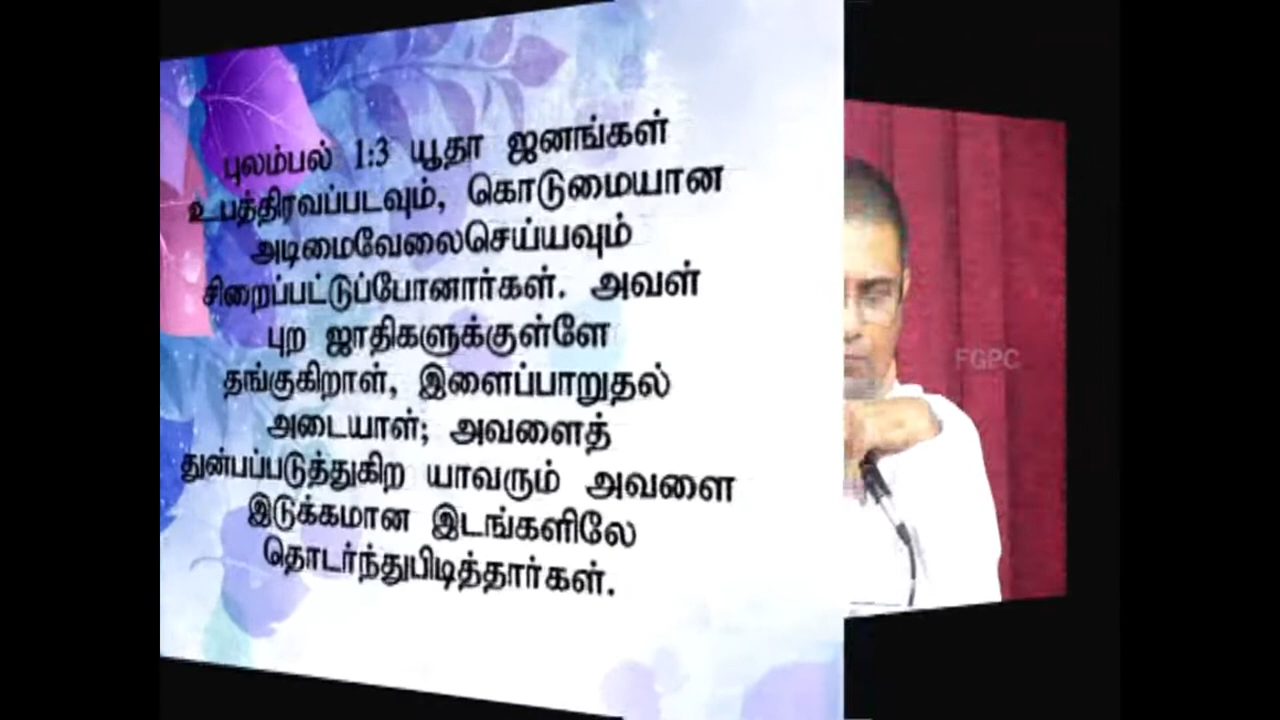 புலம்பல் 1:3 யூதா ஜனங்கள்
உபத்திரவப்படவும், கொடுமையான
அடிமைவேலைசெய்யவும்
சிறைப்பட்டுப்போனார்கள். அவள்
புற ஜாதிகளுக்குள்ளே
தங்குகிறாள், இளைப்பாறுதல்
அடையாள்; அவளைத்
துன்பப்படுத்துகிற யாவரும் அவளை
இடுக்கமான இடங்களிலே
தொடர்ந்துபிடித்தார்கள்.
FGPC